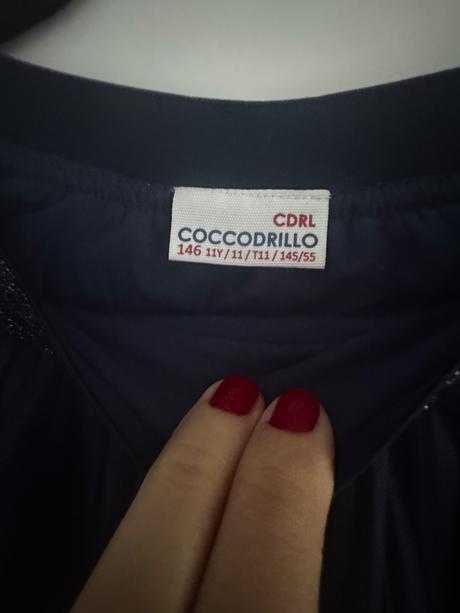 CDRL
COCCODRILLO
146 11Y / 11 / T11 / 145/55